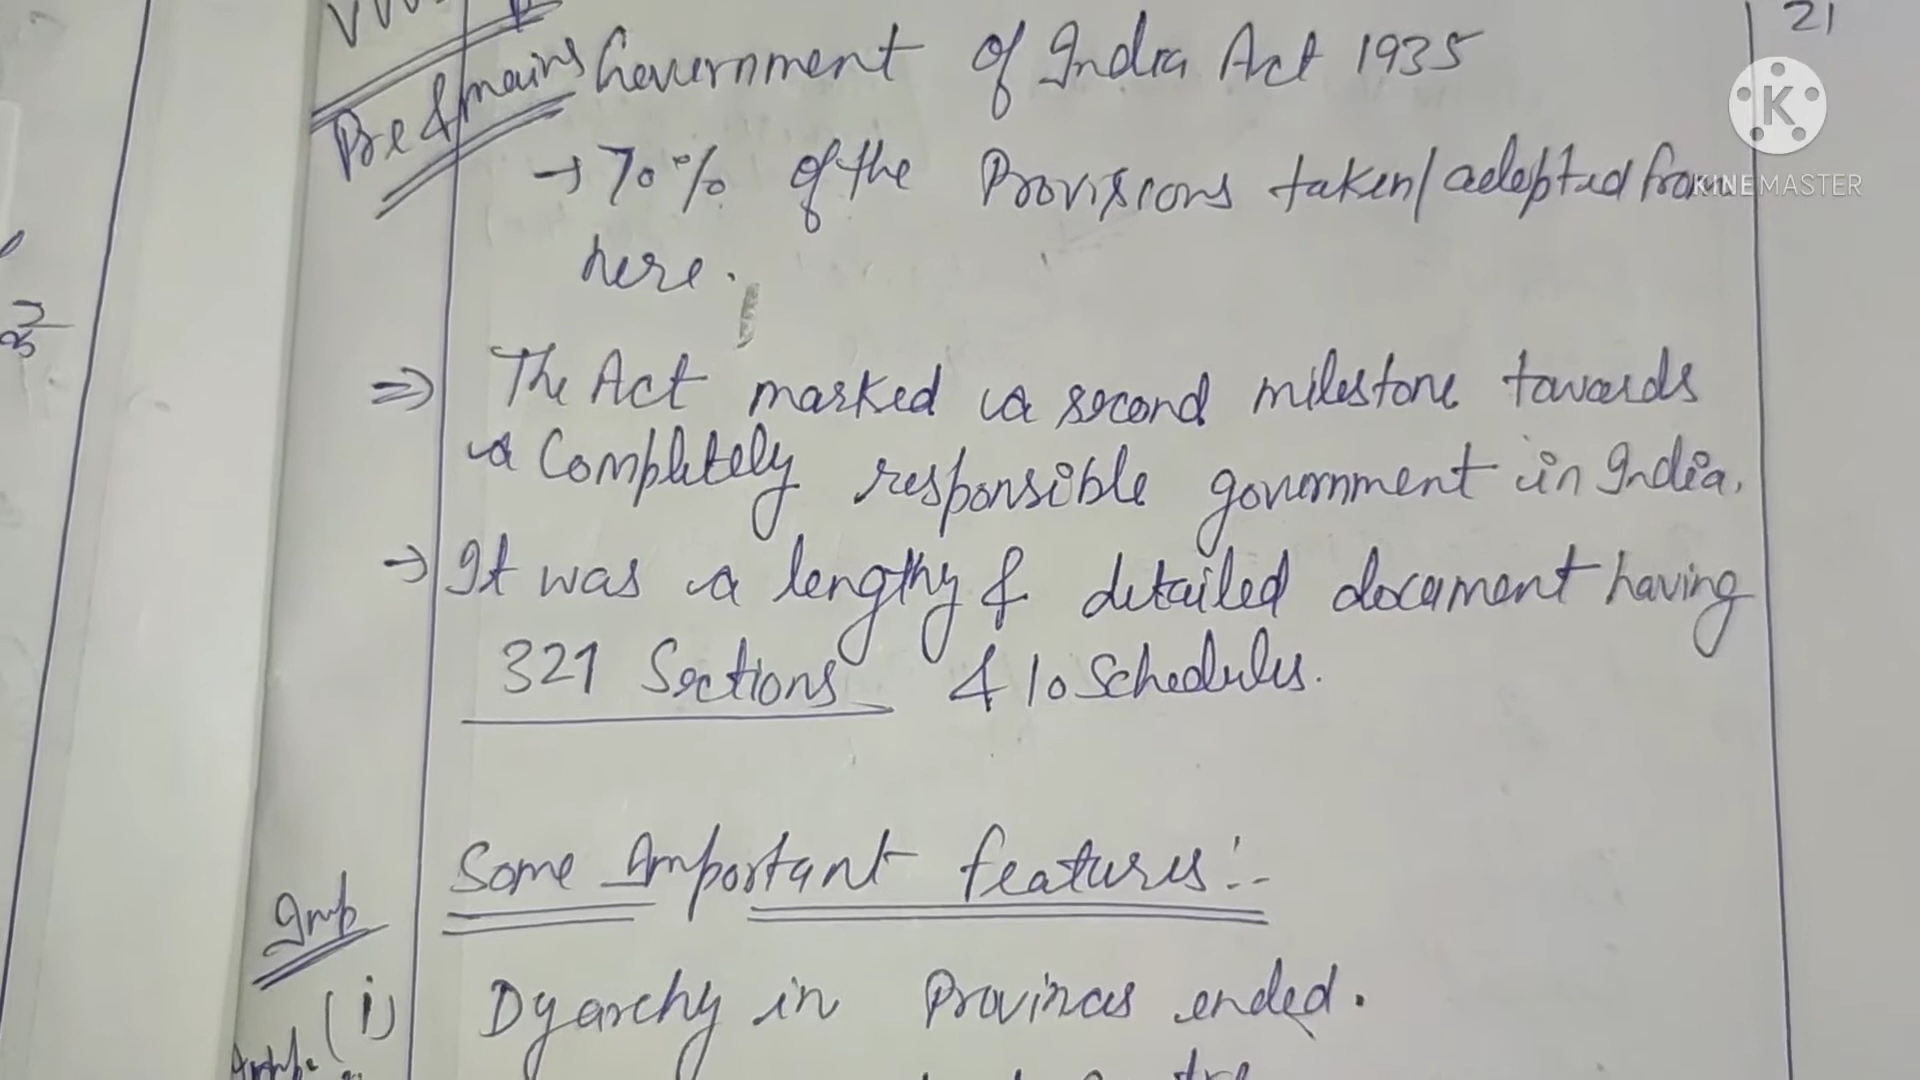 21
Pre & mains Government of India Act 1935
→ 70% of the Provisions taken/adopted from
here.
K
KINEMASTER
⇒ The Act marked a second milestone towards
a completely responsible government in India.
→ It was a lengthy & detailed document having
321 Sections & 10 Schedules.
Some Important features:-
Imp
(i) Dyarchy in Provinces ended.